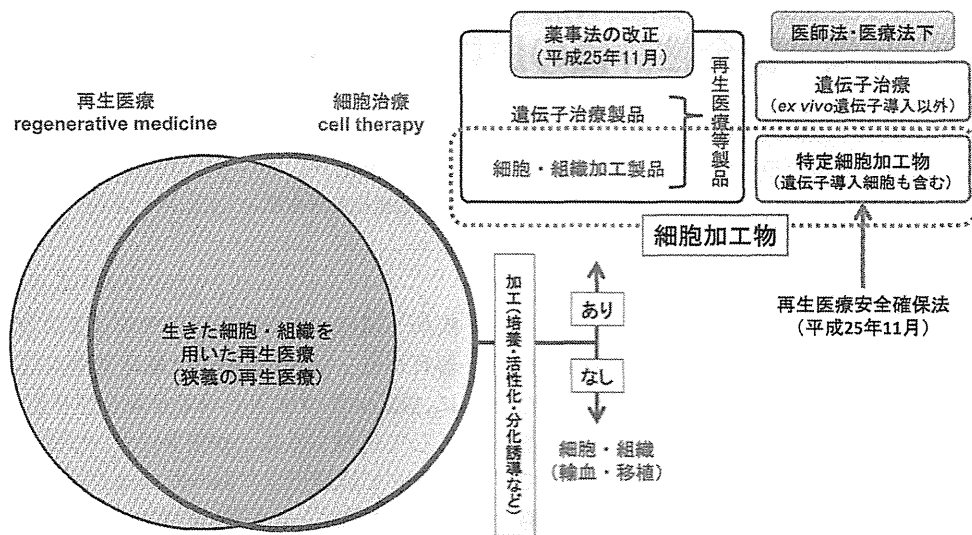 再生医療
regenerative medicine
細胞治療
cell therapy
生きた細胞・組織を
用いた再生医療
(狭義の再生医療)
薬事法の改正
(平成25年11月)
遺伝子治療製品
細胞・組織加工製品
再生医療等製品
医師法・医療法下
遺伝子治療
(ex vivo遺伝子導入以外)
特定細胞加工物
(遺伝子導入細胞も含む)
細胞加工物
再生医療安全確保法
(平成25年11月)
加工(培養・活性化・分化誘導など)
あり
なし
細胞・組織
(輸血・移植)